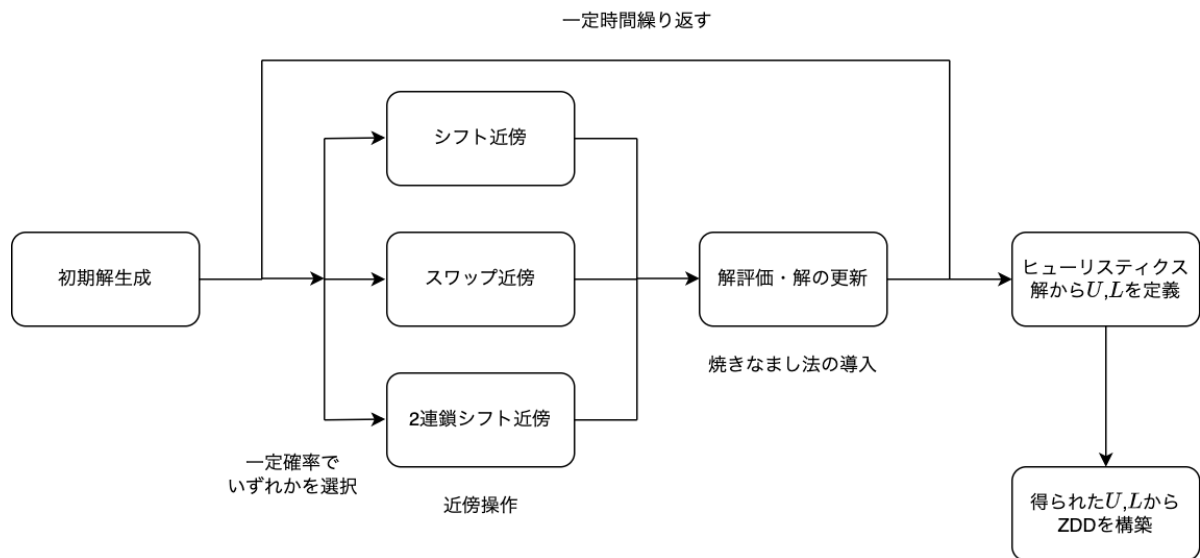 一定時間繰り返す
シフト近傍
初期解生成
スワップ近傍
解評価・解の更新
ヒューリスティクス
解からU,Lを定義
焼きなまし法の導入
2連鎖シフト近傍
一定確率で
いずれかを選択
近傍操作
得られたU,Lから
ZDDを構築